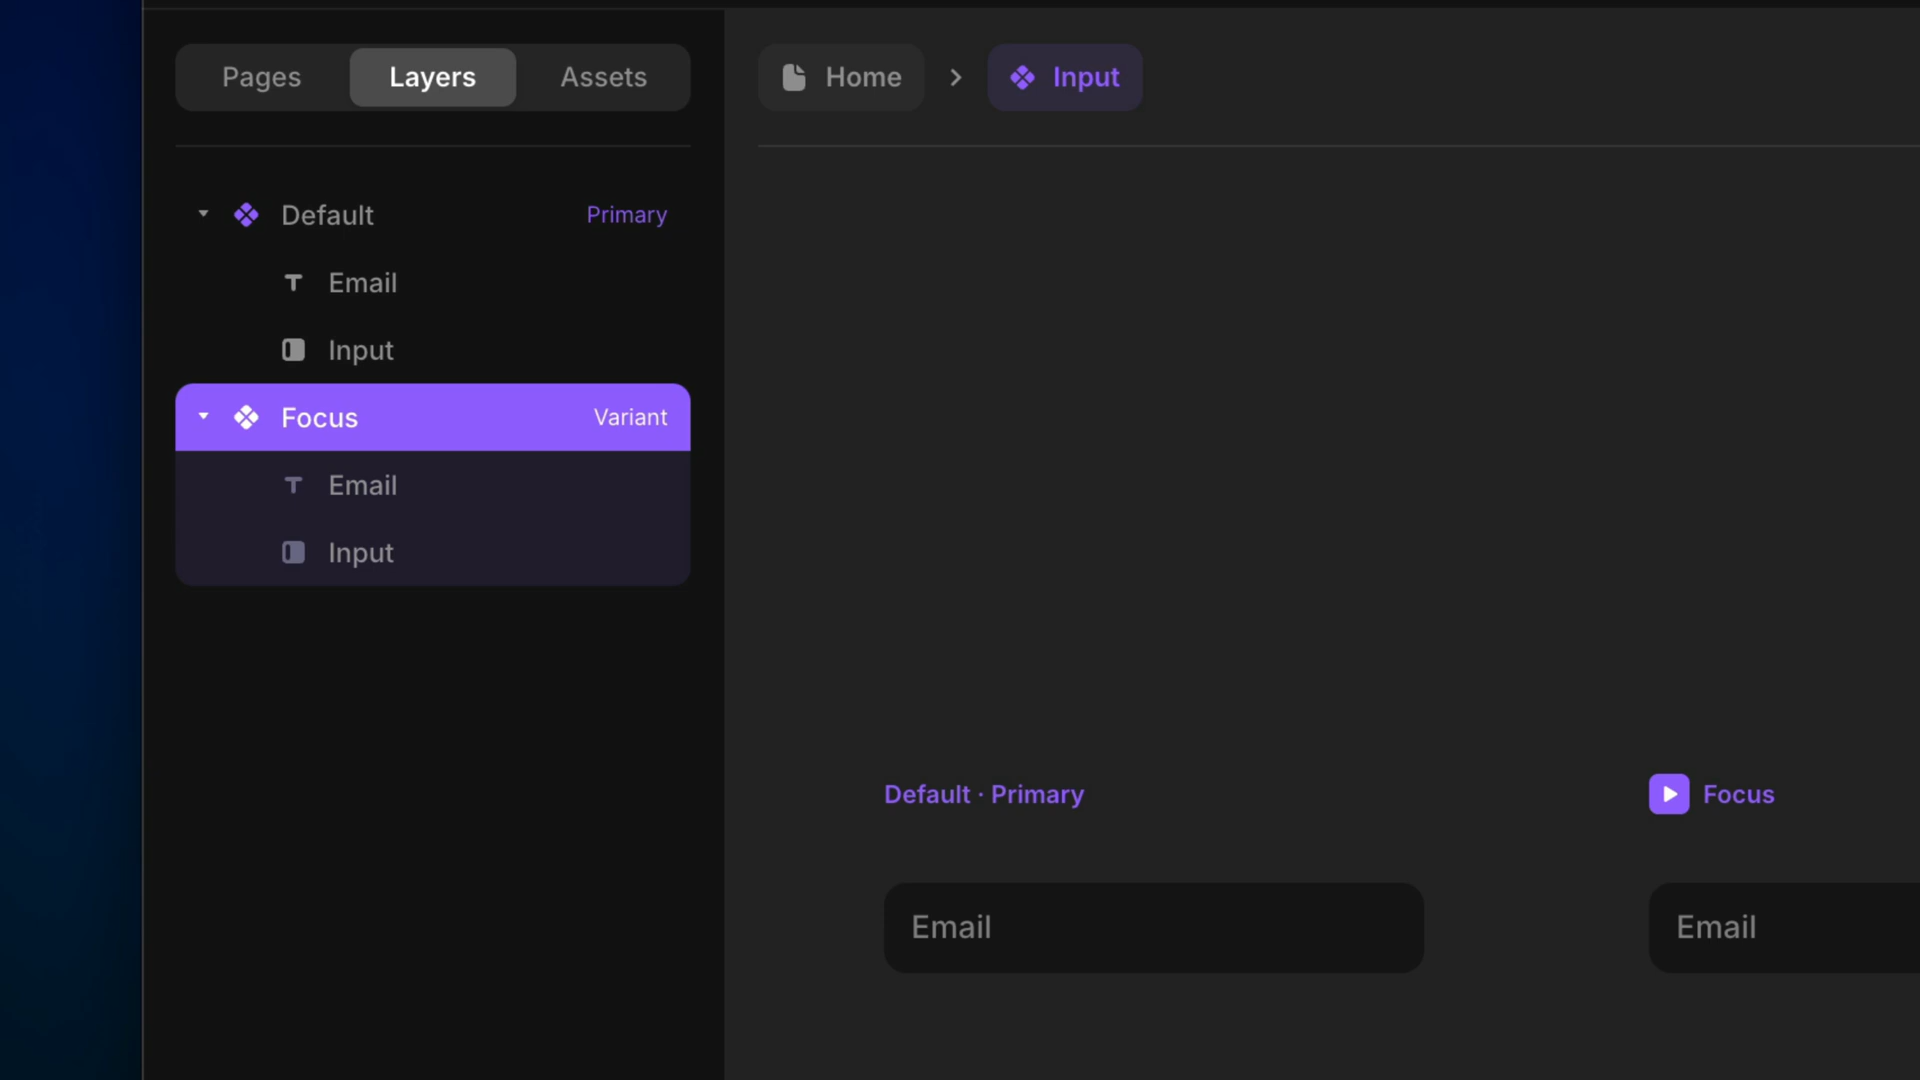 Pages Layers Assets
Home Input
Default Primary
Email
Input
Focus Variant
Email
Input
Default · Primary
Focus
Email
Email